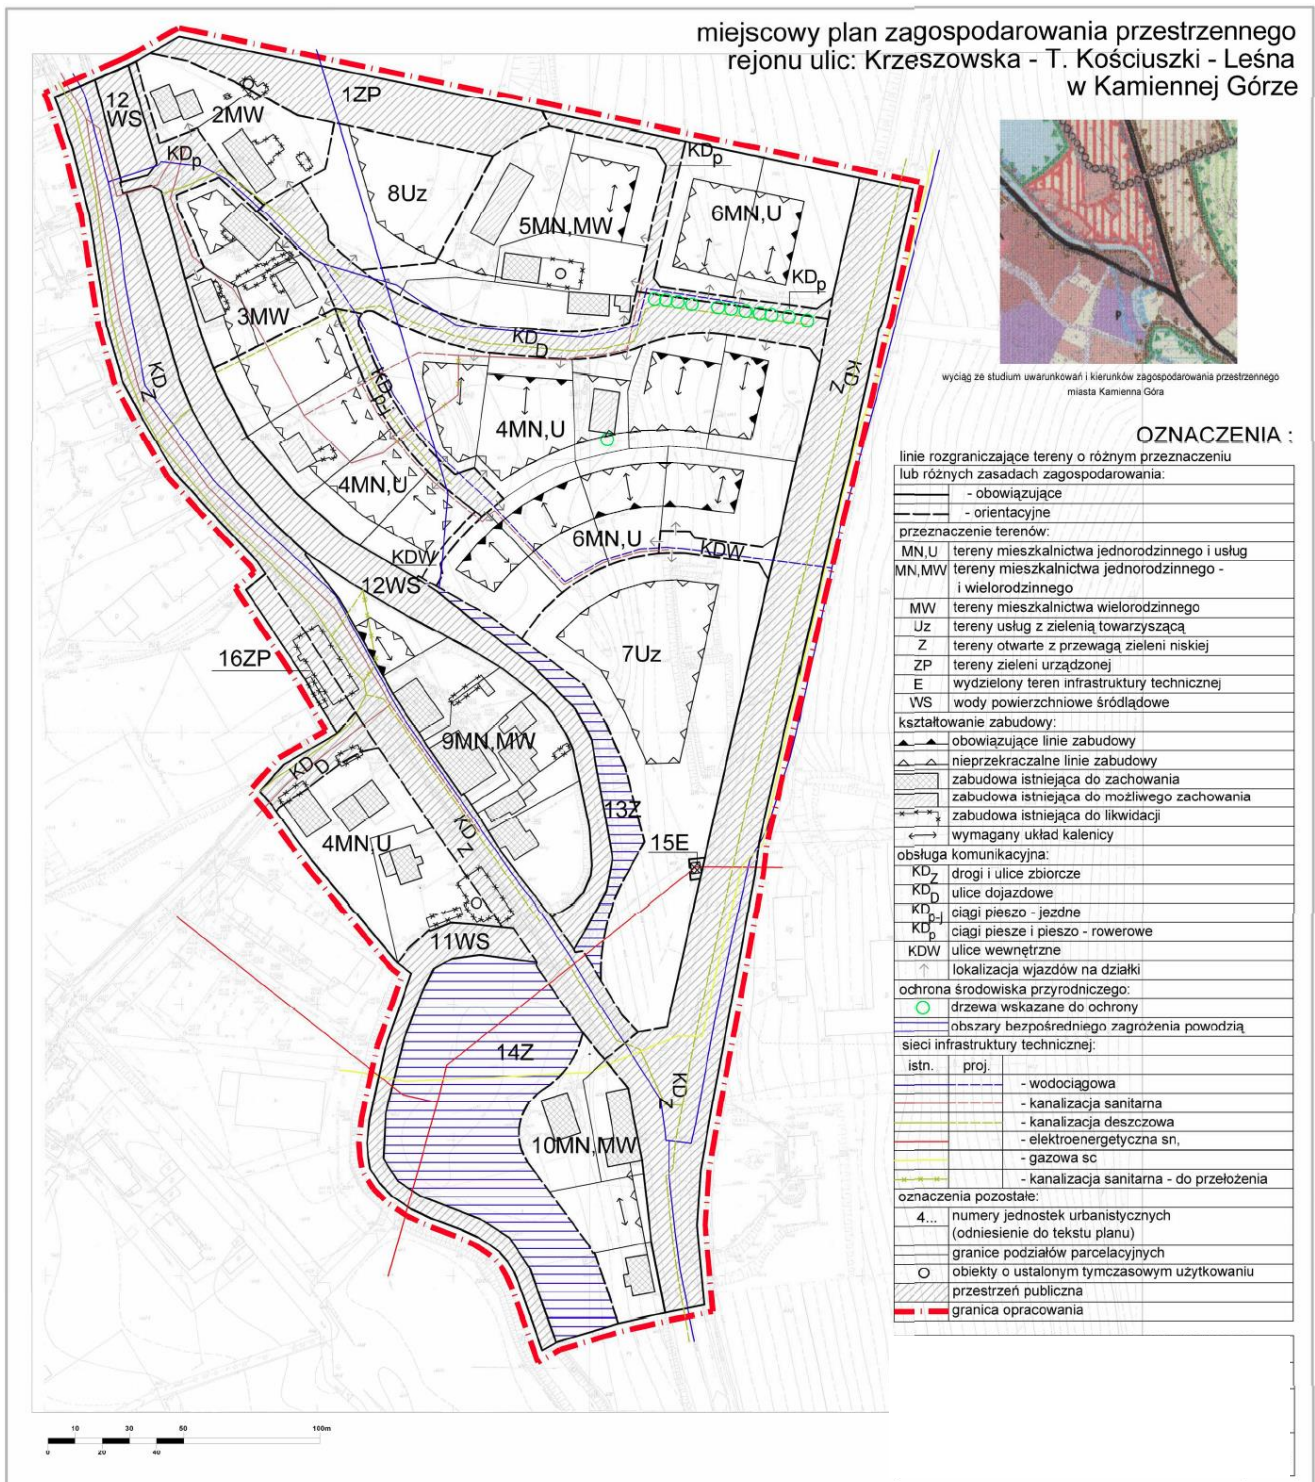 miejscowy plan zagospodarowania przestrzennego
rejonu ulic: Krzeszowska - T. Kościuszki - Leśna
w Kamiennej Górze
12
WS
2MW
1ZP
KDp
KDp
8Uz
5MN,MW
6MN,U
KDp
3MW
KDD
KDZ
KDp-j
KDZ
4MN,U
4MN,U
6MN,U
KDW
KDW
12WS
16ZP
7Uz
9MN,MW
KDD
13Z
4MN,U
KDZ
15E
11WS
14Z
KDZ
10MN,MW
P
wyciąg ze studium uwarunkowań i kierunków zagospodarowania przestrzennego
miasta Kamienna Góra
OZNACZENIA :
linie rozgraniczające tereny o różnym przeznaczeniu
lub różnych zasadach zagospodarowania:
- obowiązujące
- orientacyjne
przeznaczenie terenów:
MN,U tereny mieszkalnictwa jednorodzinnego i usług
MN,MW tereny mieszkalnictwa jednorodzinnego -
i wielorodzinnego
MW tereny mieszkalnictwa wielorodzinnego
Uz tereny usług z zielenią towarzyszącą
Z tereny otwarte z przewagą zieleni niskiej
ZP tereny zieleni urządzonej
E wydzielony teren infrastruktury technicznej
WS wody powierzchniowe śródlądowe
kształtowanie zabudowy:
obowiązujące linie zabudowy
nieprzekraczalne linie zabudowy
zabudowa istniejąca do zachowania
zabudowa istniejąca do możliwego zachowania
zabudowa istniejąca do likwidacji
wymagany układ kalenicy
obsługa komunikacyjna:
KDZ drogi i ulice zbiorcze
KDD ulice dojazdowe
KDp-j ciągi pieszo - jezdne
KDp ciągi piesze i pieszo - rowerowe
KDW ulice wewnętrzne
lokalizacja wjazdów na działki
ochrona środowiska przyrodniczego:
drzewa wskazane do ochrony
obszary bezpośredniego zagrożenia powodzią
sieci infrastruktury technicznej:
istn. proj.
- wodociągowa
- kanalizacja sanitarna
- kanalizacja deszczowa
- elektroenergetyczna sn,
- gazowa sc
- kanalizacja sanitarna - do przełożenia
oznaczenia pozostałe:
4... numery jednostek urbanistycznych
(odniesienie do tekstu planu)
granice podziałów parcelacyjnych
obiekty o ustalonym tymczasowym użytkowaniu
przestrzeń publiczna
granica opracowania
10 30 50 100m
0 20 40